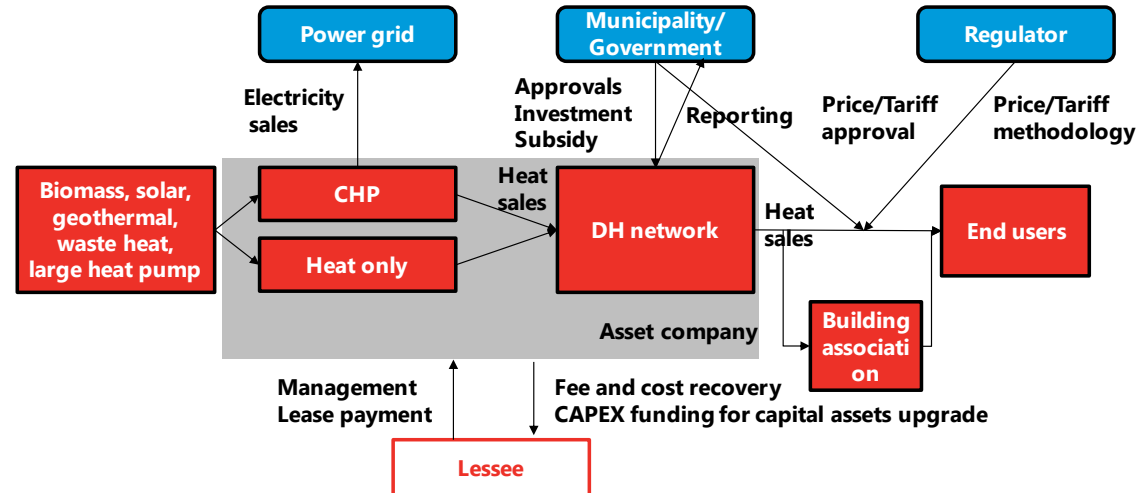 Power grid
Municipality/
Government
Regulator
Electricity
sales
Approvals
Investment
Subsidy
Reporting
Price/Tariff
approval
Price/Tariff
methodology
Biomass, solar,
geothermal,
waste heat,
large heat pump
CHP
Heat only
Heat
sales
DH network
Heat
sales
End users
Asset company
Building
associati
on
Management
Lease payment
Fee and cost recovery
CAPEX funding for capital assets upgrade
Lessee